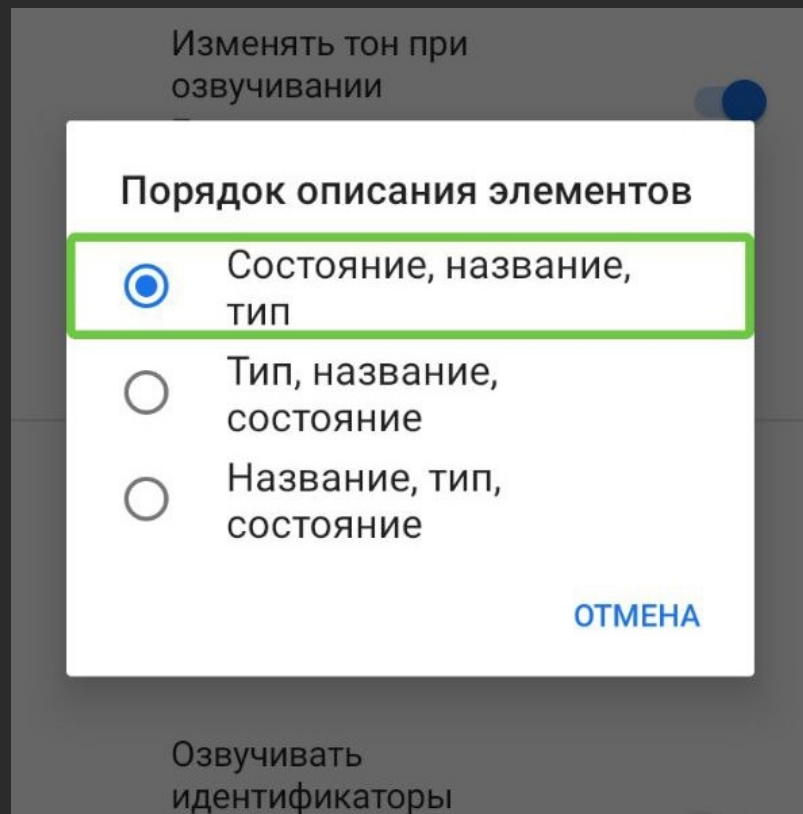 Изменять тон при
озвучивании
Порядок описания элементов
Состояние, название,
тип
Тип, название,
состояние
Название, тип,
состояние
ОТМЕНА
Озвучивать
идентификаторы